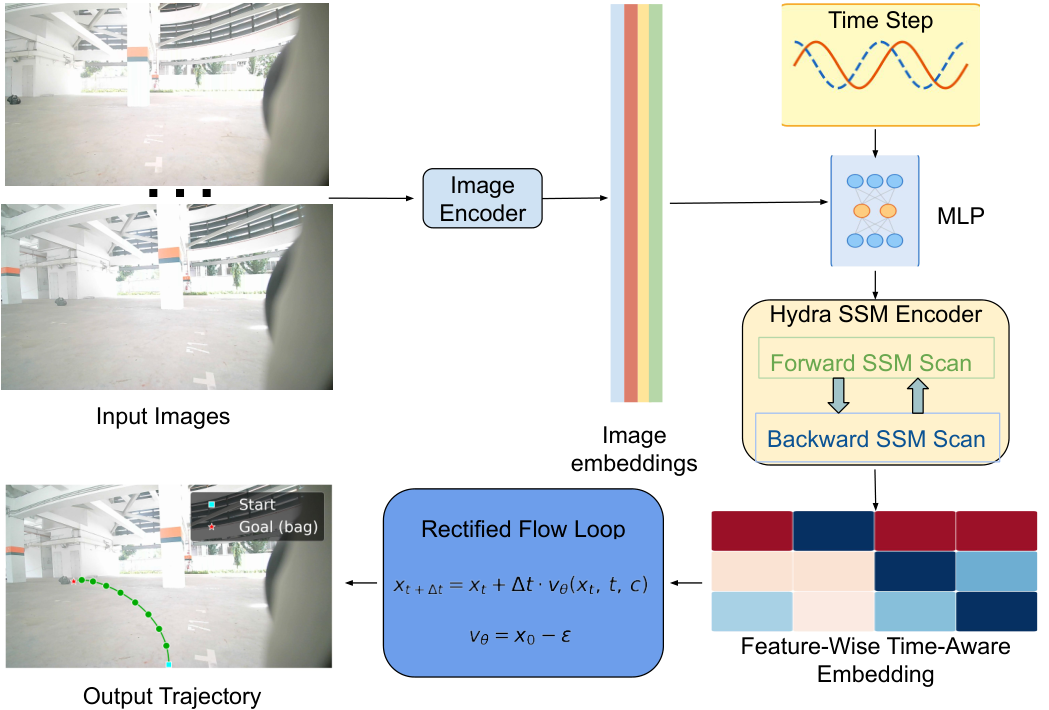 Time Step
Image
Encoder
MLP
Hydra SSM Encoder
Forward SSM Scan
Backward SSM Scan
Input Images
Image
embeddings
Start
Goal (bag)
Rectified Flow Loop
x_{t+Δt} = x_t + Δt · v_θ(x_t, t, c)
v_θ = x_0 − ε
Feature-Wise Time-Aware
Embedding
Output Trajectory